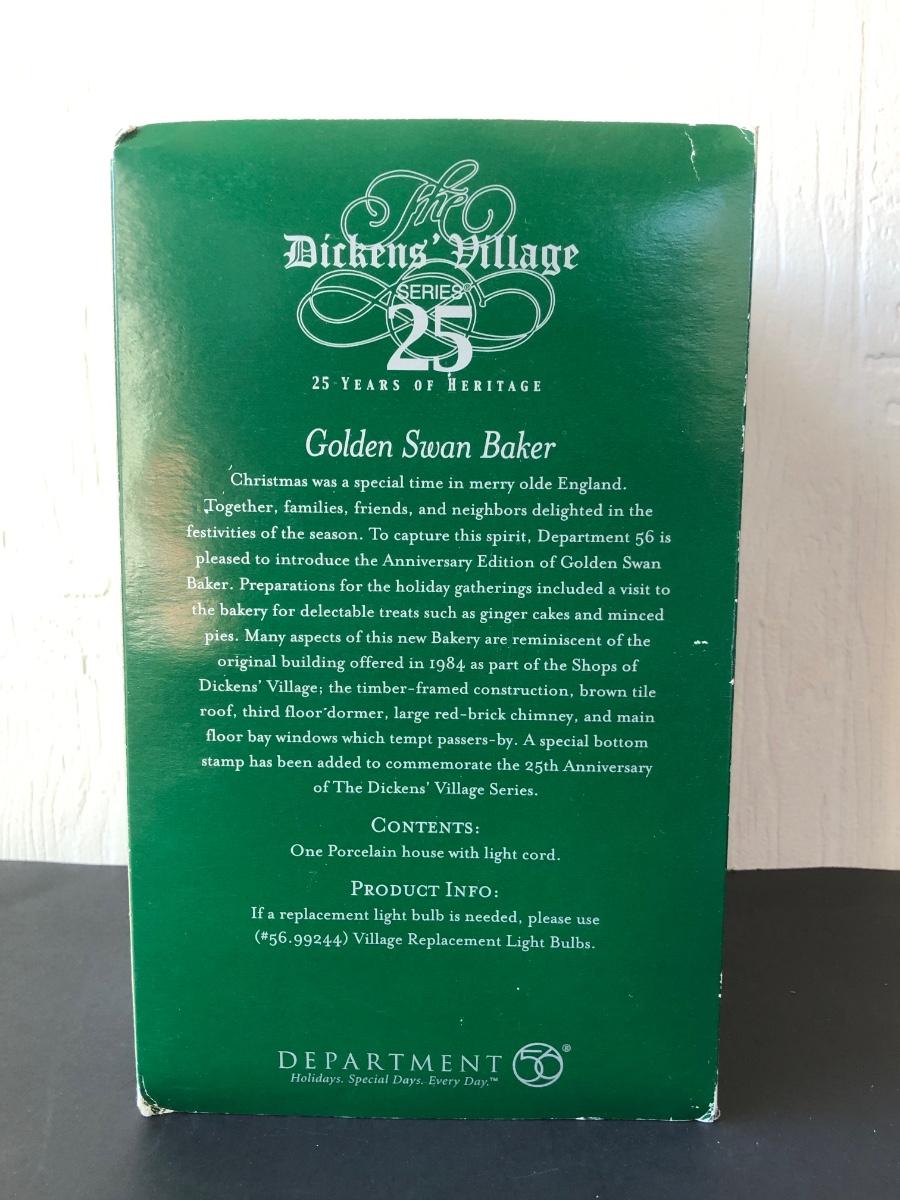 The
Dickens' Village
SERIES®
25
25 YEARS OF HERITAGE
Golden Swan Baker
Christmas was a special time in merry olde England.
Together, families, friends, and neighbors delighted in the
festivities of the season. To capture this spirit, Department 56 is
pleased to introduce the Anniversary Edition of Golden Swan
Baker. Preparations for the holiday gatherings included a visit to
the bakery for delectable treats such as ginger cakes and minced
pies. Many aspects of this new Bakery are reminiscent of the
original building offered in 1984 as part of the Shops of
Dickens' Village; the timber-framed construction, brown tile
roof, third floor dormer, large red-brick chimney, and main
floor bay windows which tempt passers-by. A special bottom
stamp has been added to commemorate the 25th Anniversary
of The Dickens' Village Series.
CONTENTS:
One Porcelain house with light cord.
PRODUCT INFO:
If a replacement light bulb is needed, please use
(#56.99244) Village Replacement Light Bulbs.
DEPARTMENT 56®
Holidays. Special Days. Every Day.™